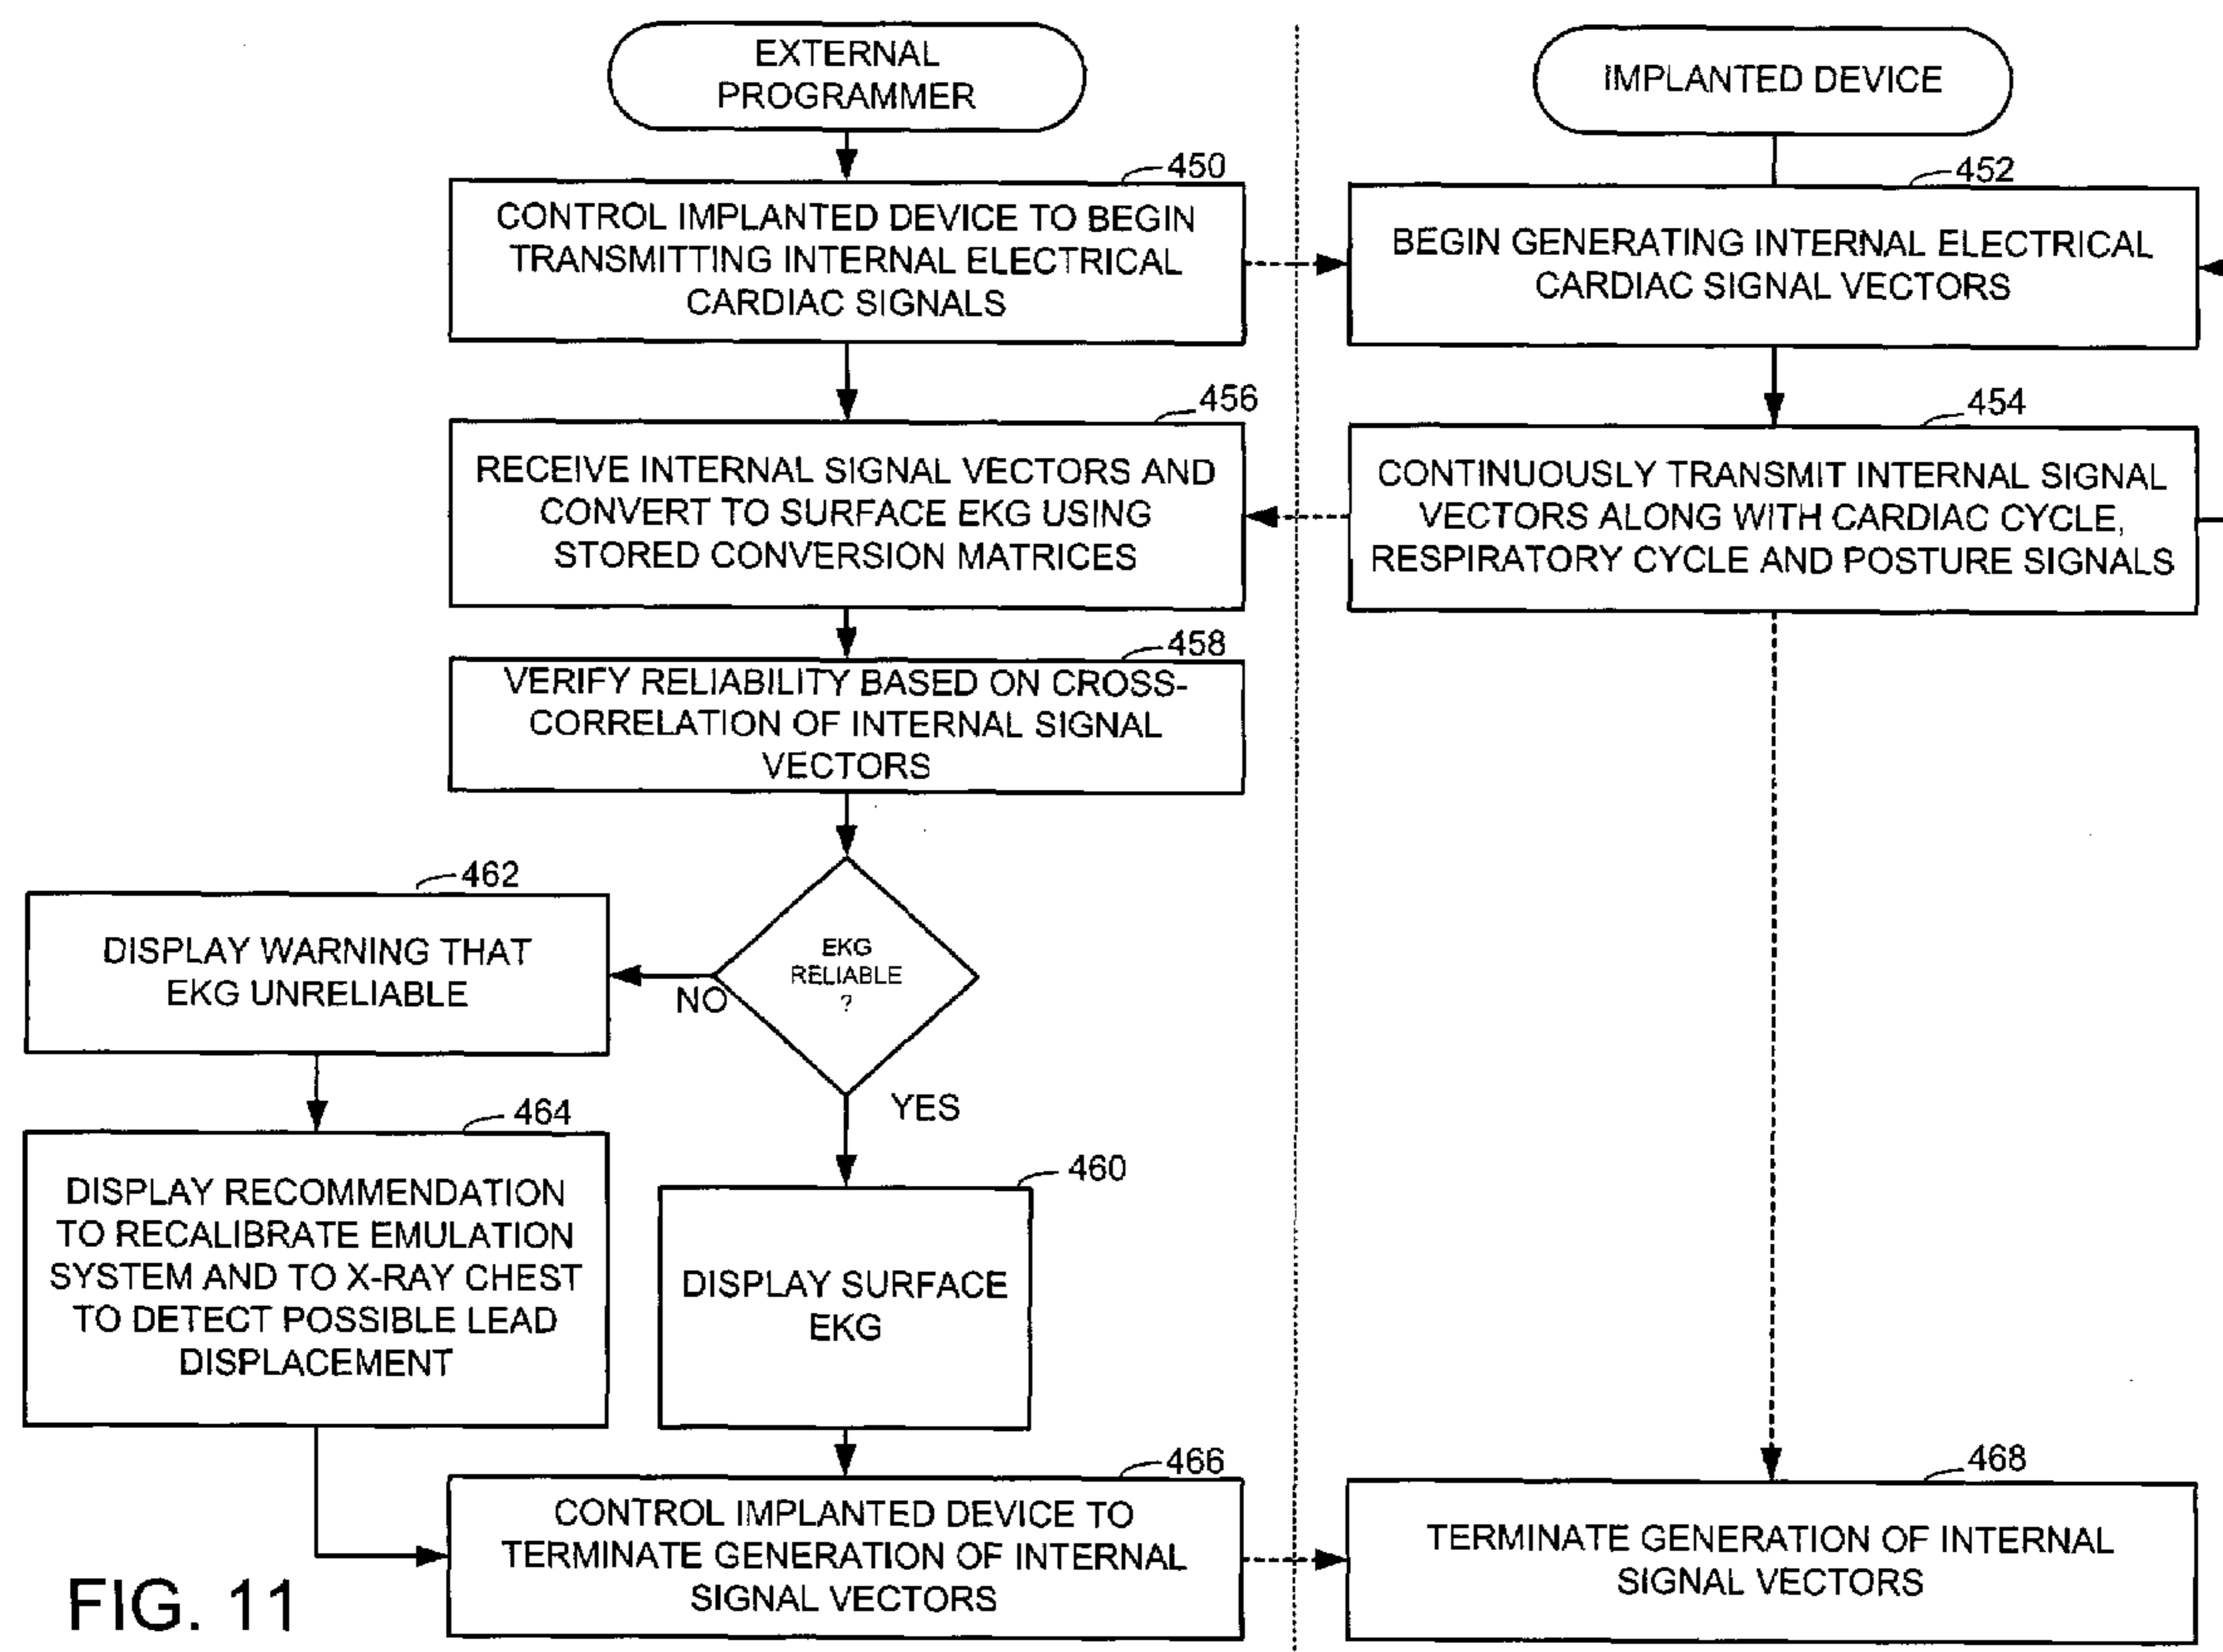 EXTERNAL
PROGRAMMER
IMPLANTED DEVICE
450
CONTROL IMPLANTED DEVICE TO BEGIN
TRANSMITTING INTERNAL ELECTRICAL
CARDIAC SIGNALS
452
BEGIN GENERATING INTERNAL ELECTRICAL
CARDIAC SIGNAL VECTORS
456
RECEIVE INTERNAL SIGNAL VECTORS AND
CONVERT TO SURFACE EKG USING
STORED CONVERSION MATRICES
454
CONTINUOUSLY TRANSMIT INTERNAL SIGNAL
VECTORS ALONG WITH CARDIAC CYCLE,
RESPIRATORY CYCLE AND POSTURE SIGNALS
458
VERIFY RELIABILITY BASED ON CROSS-
CORRELATION OF INTERNAL SIGNAL
VECTORS
EKG
RELIABLE
?
NO
YES
462
DISPLAY WARNING THAT
EKG UNRELIABLE
464
DISPLAY RECOMMENDATION
TO RECALIBRATE EMULATION
SYSTEM AND TO X-RAY CHEST
TO DETECT POSSIBLE LEAD
DISPLACEMENT
460
DISPLAY SURFACE
EKG
466
CONTROL IMPLANTED DEVICE TO
TERMINATE GENERATION OF INTERNAL
SIGNAL VECTORS
468
TERMINATE GENERATION OF INTERNAL
SIGNAL VECTORS
FIG. 11